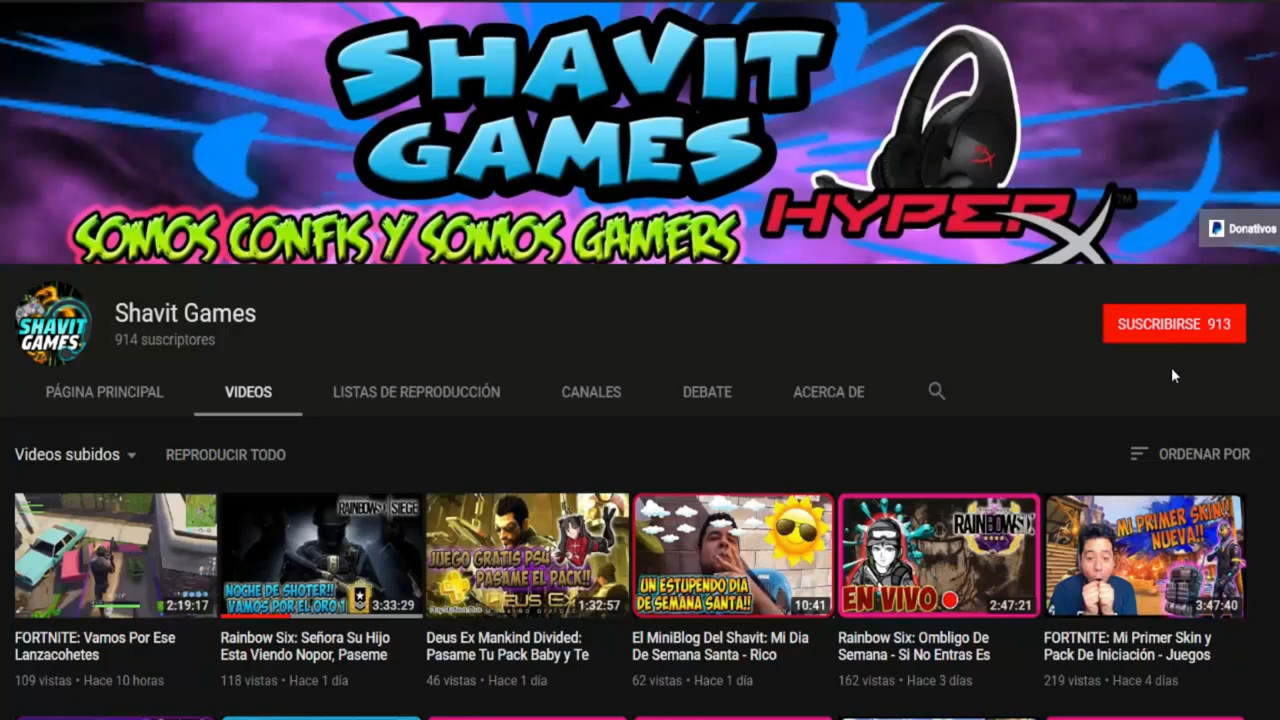 SHAVIT
GAMES
SOMOS CONFIS Y SOMOS GAMERS
HYPERX
TM
Donativos
SHAVIT
GAMES
Shavit Games
914 suscriptores
SUSCRIBIRSE 913
PÁGINA PRINCIPAL VIDEOS LISTAS DE REPRODUCCIÓN CANALES DEBATE ACERCA DE
Videos subidos REPRODUCIR TODO ORDENAR POR
2:19:17
RAINBOW SIEGE
NOCHE DE SHOTER!!
VAMOS POR EL ORO 1
3:33:29
JUEGO GRATIS PS4
PASAME EL PACK!!
DEUS EX
1:32:57
UN ESTUPENDO DIA
DE SEMANA SANTA!!
10:41
RAINBOW
EN VIVO
2:47:21
MI PRIMER SKIN!!
NUEVA!!
3:47:40
FORTNITE: Vamos Por Ese
Lanzacohetes
109 vistas • Hace 10 horas
Rainbow Six: Señora Su Hijo
Esta Viendo Nopor, Paseme
118 vistas • Hace 1 día
Deus Ex Mankind Divided:
Pasame Tu Pack Baby y Te
46 vistas • Hace 1 día
El MiniBlog Del Shavit: Mi Dia
De Semana Santa - Rico
62 vistas • Hace 1 día
Rainbow Six: Ombligo De
Semana - Si No Entras Es
162 vistas • Hace 3 días
FORTNITE: Mi Primer Skin y
Pack De Iniciación - Juegos
219 vistas • Hace 4 días